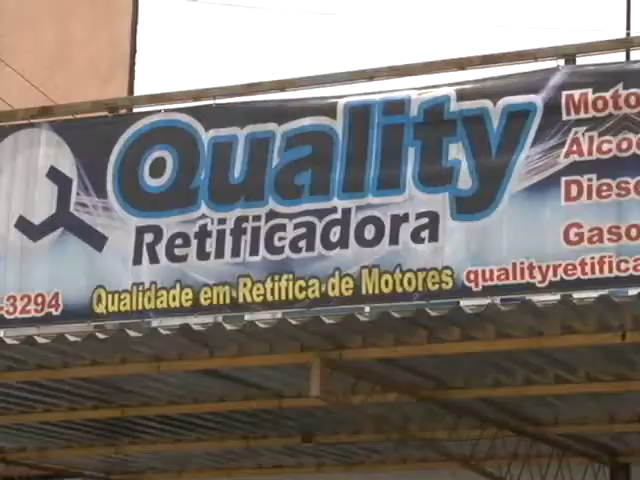 Quality
Retificadora
Qualidade em Retifica de Motores
-3294
Moto
Álcoo
Diese
Gaso
qualityretifica